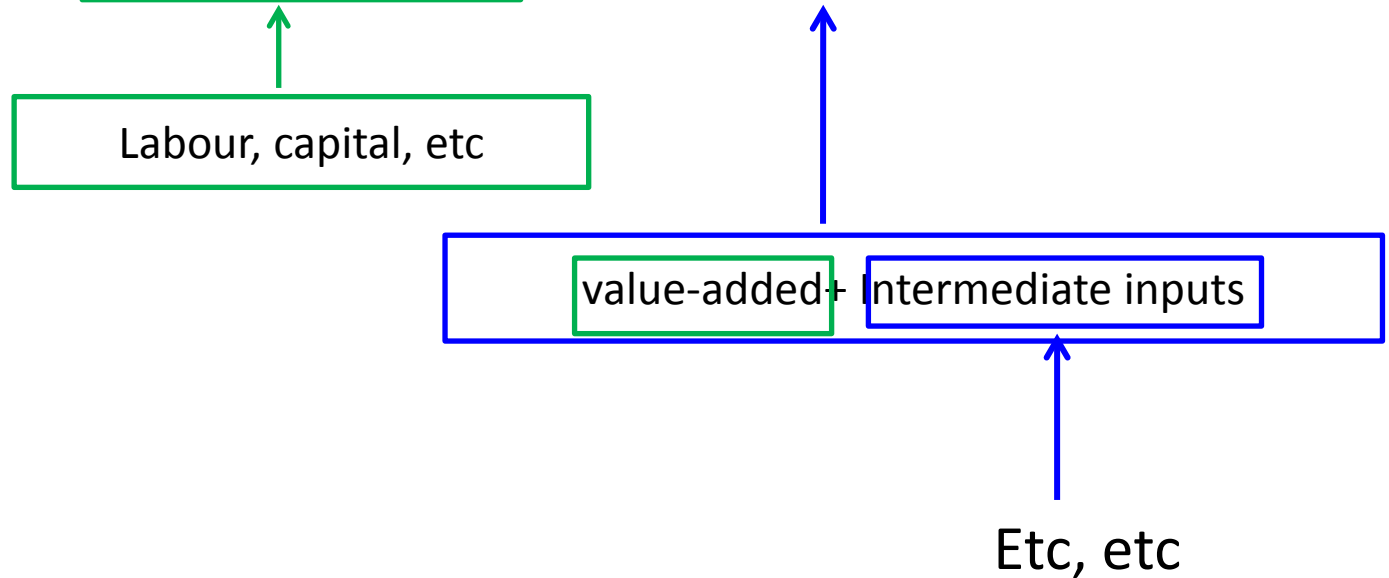 Labour, capital, etc
value-added+ Intermediate inputs
Etc, etc